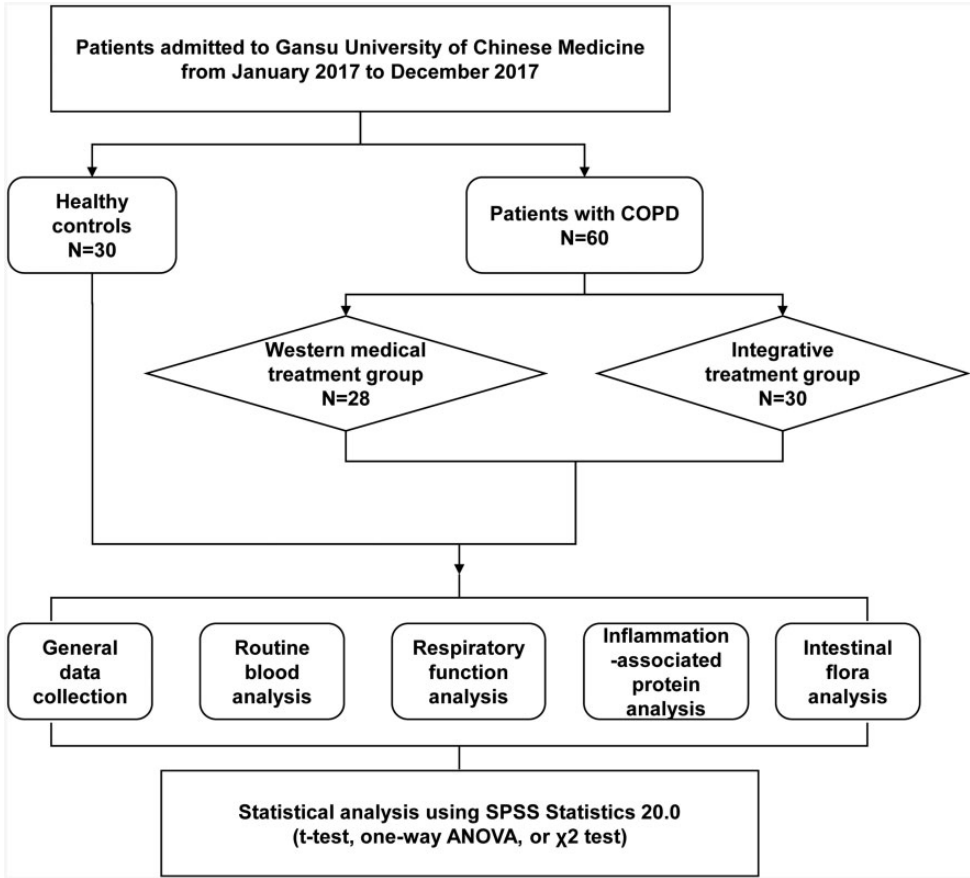 Patients admitted to Gansu University of Chinese Medicine
from January 2017 to December 2017
Healthy
controls
N=30
Patients with COPD
N=60
Western medical
treatment group
N=28
Integrative
treatment group
N=30
General
data
collection
Routine
blood
analysis
Respiratory
function
analysis
Inflammation
-associated
protein
analysis
Intestinal
flora
analysis
Statistical analysis using SPSS Statistics 20.0
(t-test, one-way ANOVA, or χ2 test)